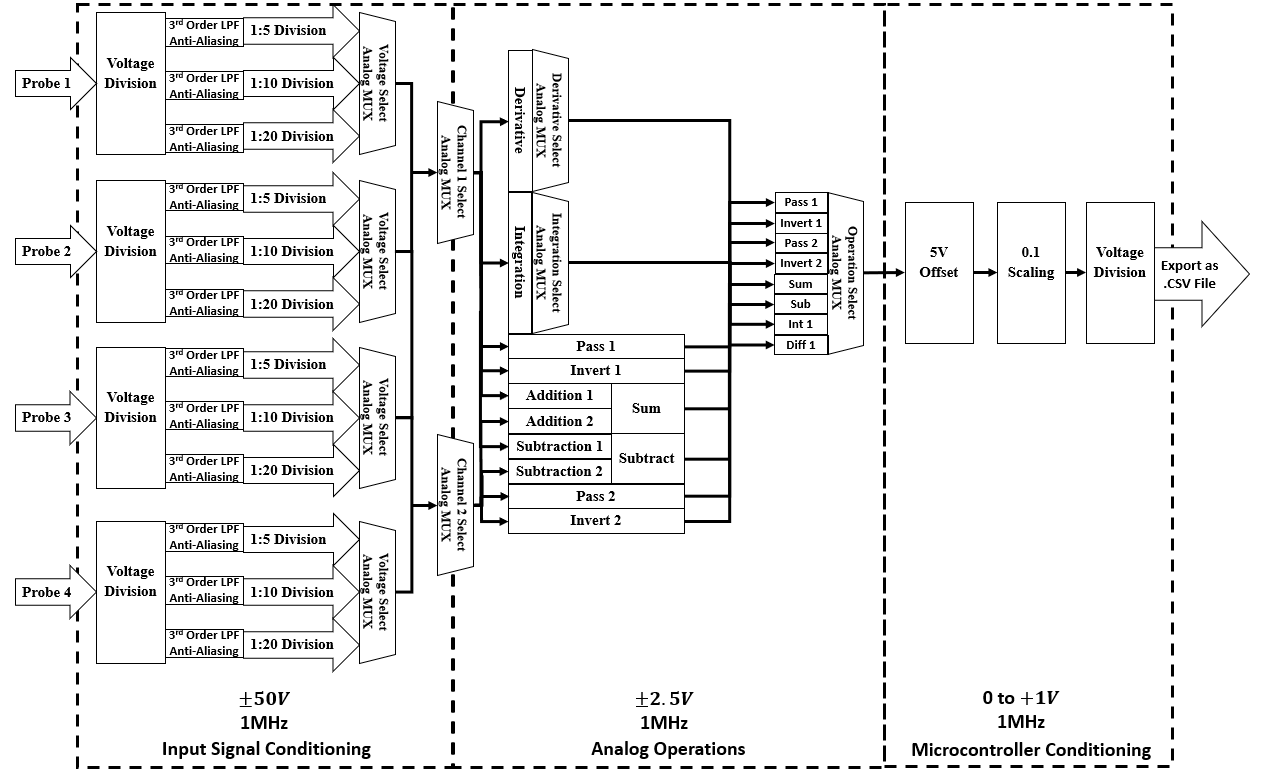 Probe 1
Voltage
Division
3rd Order LPF
Anti-Aliasing
1:5 Division
3rd Order LPF
Anti-Aliasing
1:10 Division
3rd Order LPF
Anti-Aliasing
1:20 Division
Voltage Select
Analog MUX
Probe 2
Voltage
Division
3rd Order LPF
Anti-Aliasing
1:5 Division
3rd Order LPF
Anti-Aliasing
1:10 Division
3rd Order LPF
Anti-Aliasing
1:20 Division
Voltage Select
Analog MUX
Probe 3
Voltage
Division
3rd Order LPF
Anti-Aliasing
1:5 Division
3rd Order LPF
Anti-Aliasing
1:10 Division
3rd Order LPF
Anti-Aliasing
1:20 Division
Voltage Select
Analog MUX
Probe 4
Voltage
Division
3rd Order LPF
Anti-Aliasing
1:5 Division
3rd Order LPF
Anti-Aliasing
1:10 Division
3rd Order LPF
Anti-Aliasing
1:20 Division
Voltage Select
Analog MUX
Channel 1 Select
Analog MUX
Channel 2 Select
Analog MUX
±50V
1MHz
Input Signal Conditioning
Derivative
Derivative Select
Analog MUX
Integration
Integration Select
Analog MUX
Pass 1
Invert 1
Addition 1
Addition 2
Sum
Subtraction 1
Subtraction 2
Subtract
Pass 2
Invert 2
Pass 1
Invert 1
Pass 2
Invert 2
Sum
Sub
Int 1
Diff 1
Operation Select
Analog MUX
±2.5V
1MHz
Analog Operations
5V
Offset
0.1
Scaling
Voltage
Division
Export as
.CSV File
0 to +1V
1MHz
Microcontroller Conditioning